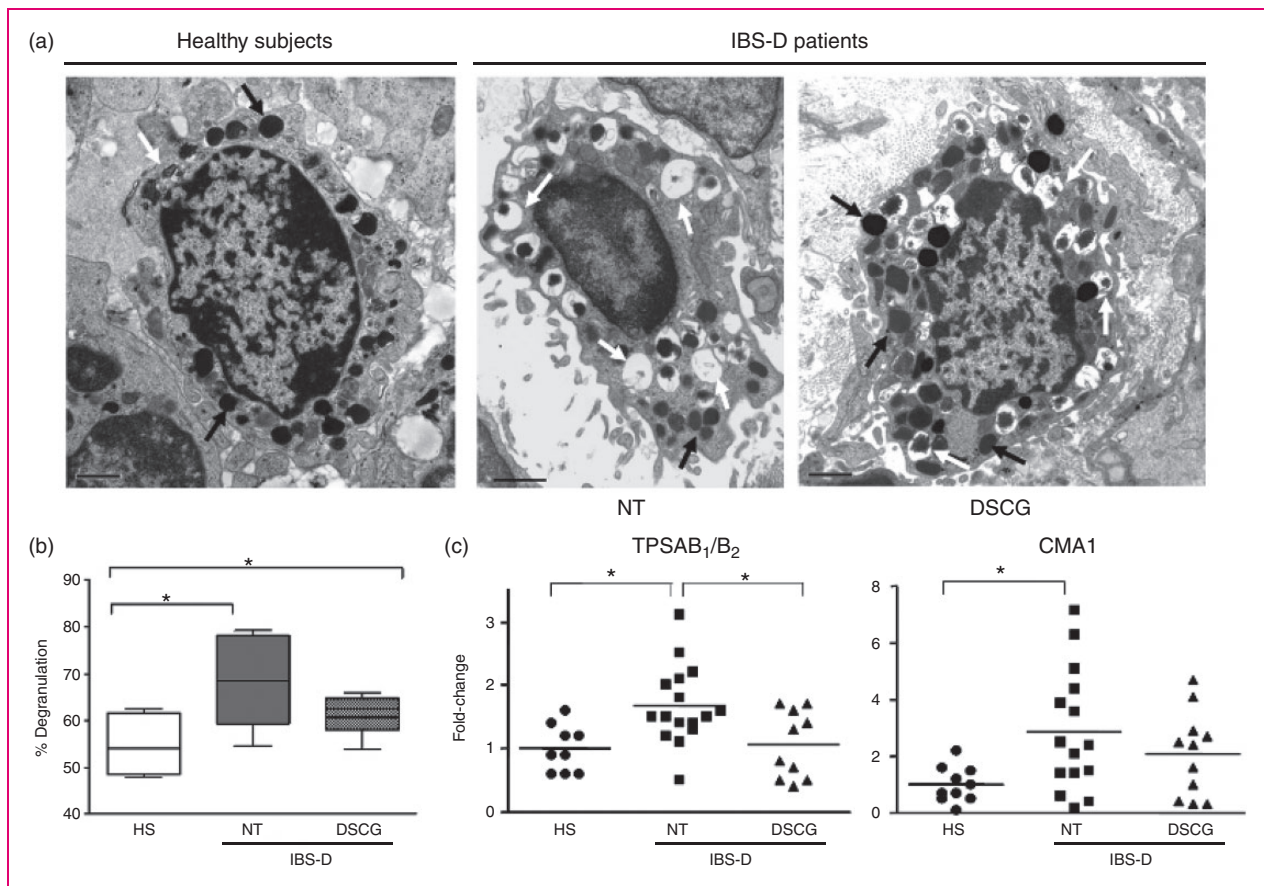 (a)
Healthy subjects
IBS-D patients
NT
DSCG
(b)
*
*
% Degranulation
90
80
70
60
50
40
HS
NT
DSCG
IBS-D
(c)
TPSAB₁/B₂
*
*
Fold-change
3
2
1
0
HS
NT
DSCG
IBS-D
CMA1
*
8
6
4
2
0
HS
NT
DSCG
IBS-D